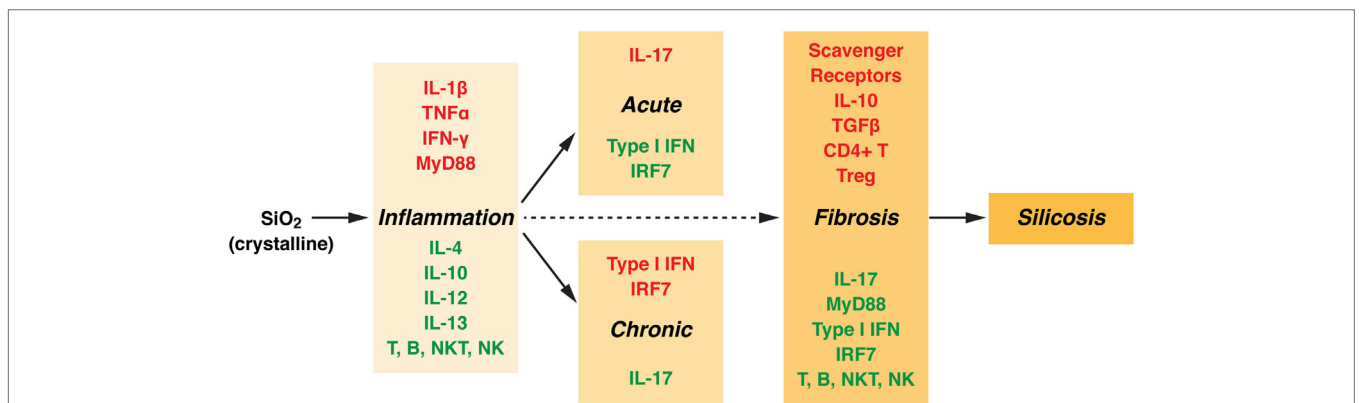 SiO2
(crystalline)
IL-1β
TNFα
IFN-γ
MyD88
Inflammation
IL-4
IL-10
IL-12
IL-13
T, B, NKT, NK
IL-17
Acute
Type I IFN
IRF7
Type I IFN
IRF7
Chronic
IL-17
Scavenger
Receptors
IL-10
TGFβ
CD4+ T
Treg
Fibrosis
IL-17
MyD88
Type I IFN
IRF7
T, B, NKT, NK
Silicosis